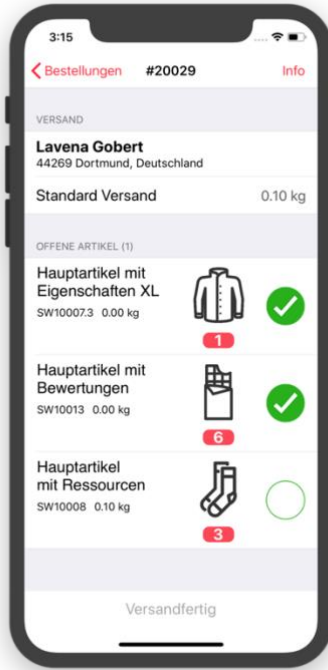 3:15
Bestellungen #20029 Info
VERSAND
Lavena Gobert
44269 Dortmund, Deutschland
Standard Versand 0.10 kg
OFFENE ARTIKEL (1)
Hauptartikel mit
Eigenschaften XL
SW10007.3 0.00 kg
1
Hauptartikel mit
Bewertungen
SW10013 0.00 kg
6
Hauptartikel
mit Ressourcen
SW10008 0.10 kg
3
Versandfertig